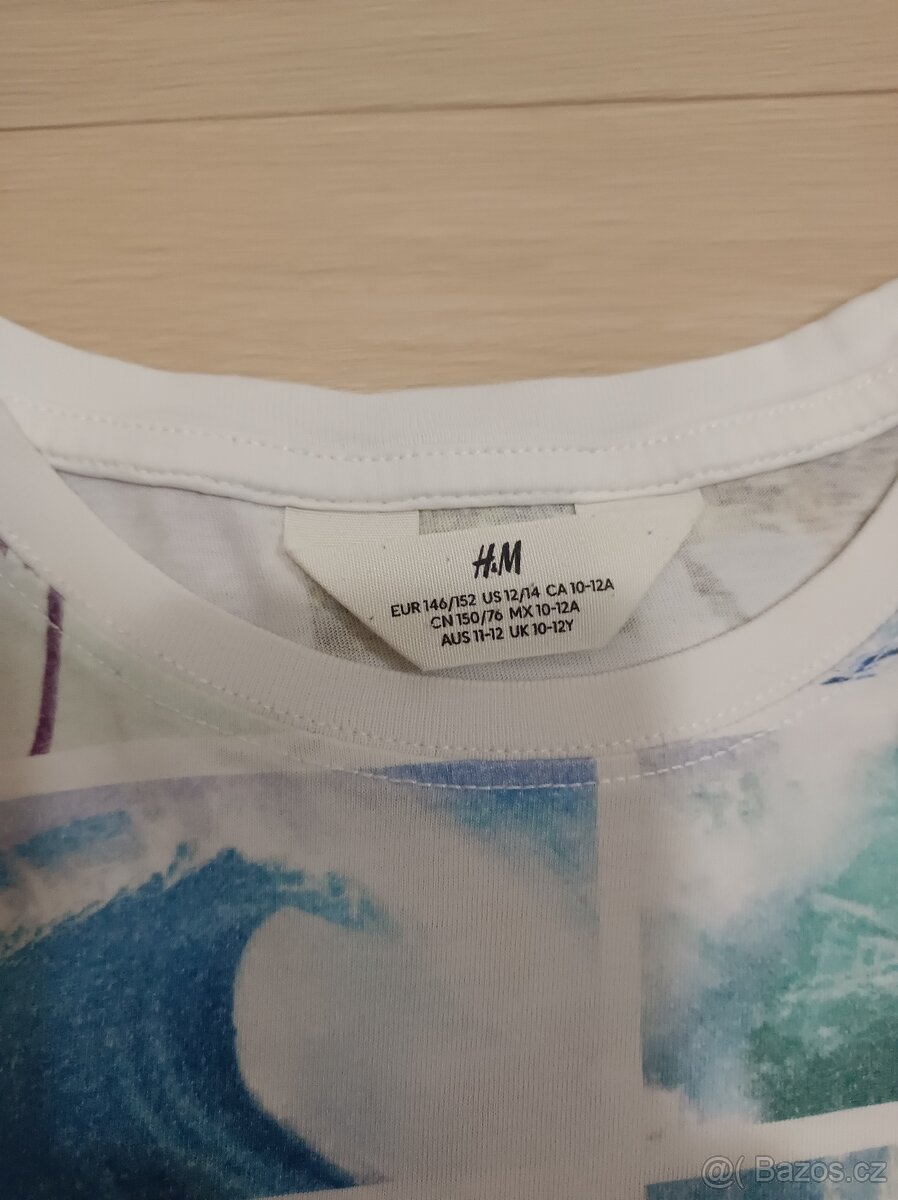 H&M
EUR 146/152 US 12/14 CA 10-12A
CN 150/76 MX 10-12A
AUS 11-12 UK 10-12Y
@( Bazos.cz